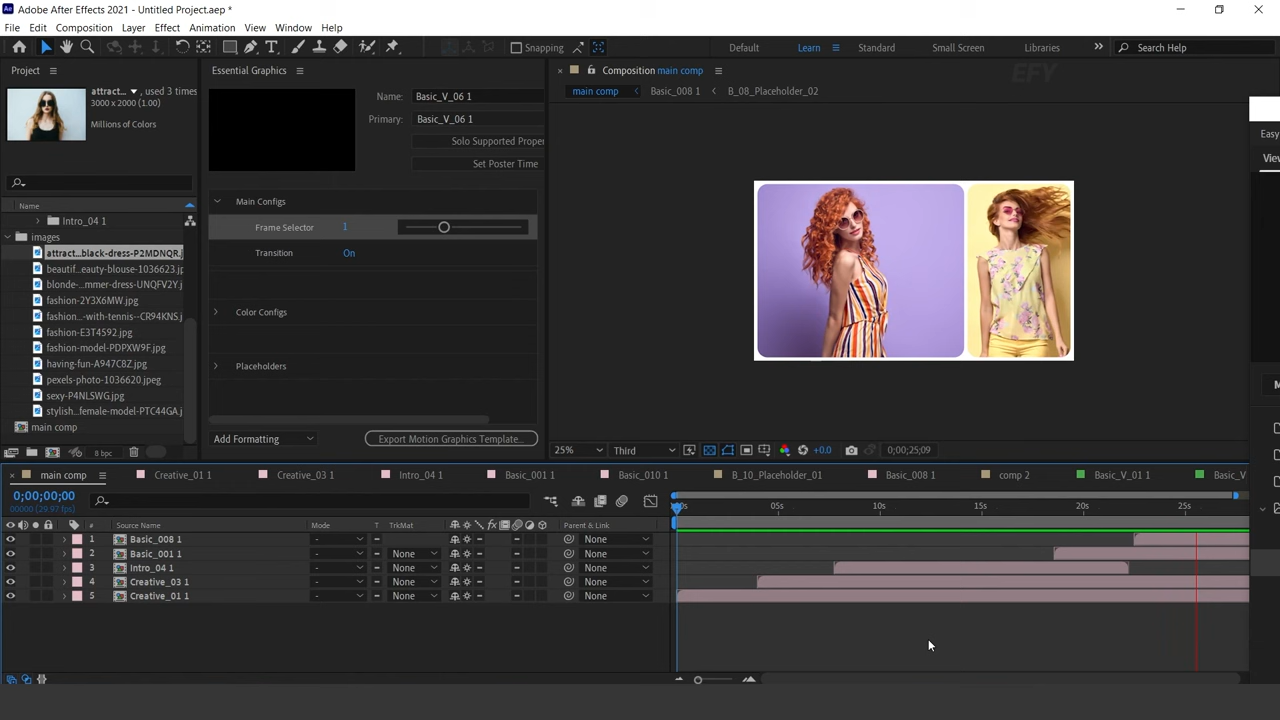 Adobe After Effects 2021 - Untitled Project.aep *
File Edit Composition Layer Effect Animation View Window Help
Snapping Default Learn Standard Small Screen Libraries Search Help
Project Essential Graphics Composition main comp EFY
attract... , used 3 times
3000 x 2000 (1.00)
Millions of Colors
Name: Basic_V_06 1
Primary: Basic_V_06 1
Solo Supported Proper
Set Poster Time
main comp Basic_008 1 B_08_Placeholder_02
Easy
View
Name
Intro_04 1
images
attract...black-dress-P2MDNQR.j
beautif...eauty-blouse-1036623.jp
blonde-...mmer-dress-UNQFV2Y.j
fashion-2Y3X6MW.jpg
fashion...-with-tennis--CR94KNS.j
fashion-E3T4592.jpg
fashion-model-PDPXW9F.jpg
having-fun-A947C8Z.jpg
pexels-photo-1036620.jpeg
sexy-P4NLSWG.jpg
stylish...female-model-PTC44GA.j
main comp
Main Configs
Frame Selector 1
Transition On
Color Configs
Placeholders
8 bpc
Add Formatting Export Motion Graphics Template...
25% Third +0.0 0;00;25;09
main comp Creative_01 1 Creative_03 1 Intro_04 1 Basic_001 1 Basic_010 1 B_10_Placeholder_01 Basic_008 1 comp 2 Basic_V_01 1 Basic_V
0;00;00;00
00000 (29.97 fps)
05s 10s 15s 20s 25s
# Source Name Mode T TrkMat Parent & Link
1 Basic_008 1 - None
2 Basic_001 1 - None None
3 Intro_04 1 - None None
4 Creative_03 1 - None None
5 Creative_01 1 - None None